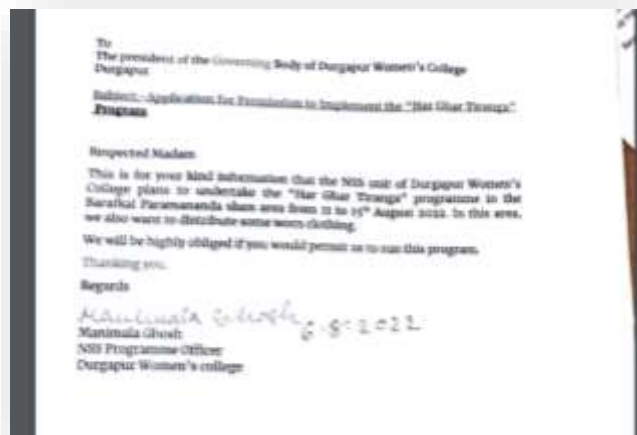 To
The president of the Governing Body of Durgapur Women's College
Durgapur
Subject:-Application for Permission to Implement the "Har Ghar Tiranga"
Program
Respected Madam
This is for your kind information that the NSS unit of Durgapur Women's
College plans to undertake the "Har Ghar Tiranga" programme in the
Paramananda area from to 15th August 2022. In this area,
we also want to distribute some worn clothing.
We will be highly obliged if you would permit us to run this program.
Thanking you.
Regards
Manimala Ghosh 6-8-2022
Manimala Ghosh
NSS Programme Officer
Durgapur Women's college